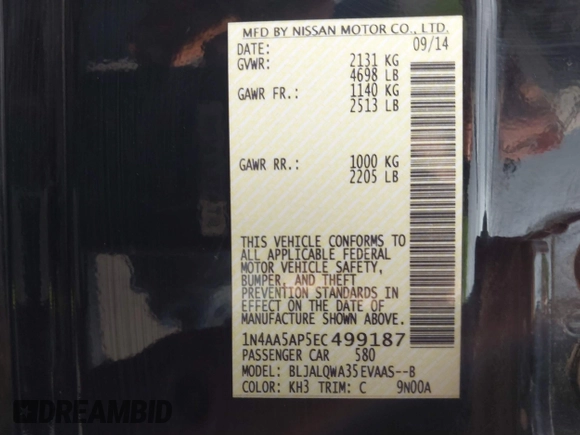 MFD BY NISSAN MOTOR CO., LTD.
DATE: 09/14
GVWR: 2131 KG
4698 LB
GAWR FR.: 1140 KG
2513 LB
GAWR RR.: 1000 KG
2205 LB
THIS VEHICLE CONFORMS TO
ALL APPLICABLE FEDERAL
MOTOR VEHICLE SAFETY,
BUMPER, AND THEFT
PREVENTION STANDARDS IN
EFFECT ON THE DATE OF
MANUFACTURE SHOWN ABOVE.
1N4AA5AP5EC499187
PASSENGER CAR 580
MODEL: BLJALQWA35EVAAS--B
COLOR: KH3 TRIM: C 9N00A
DREAMBID